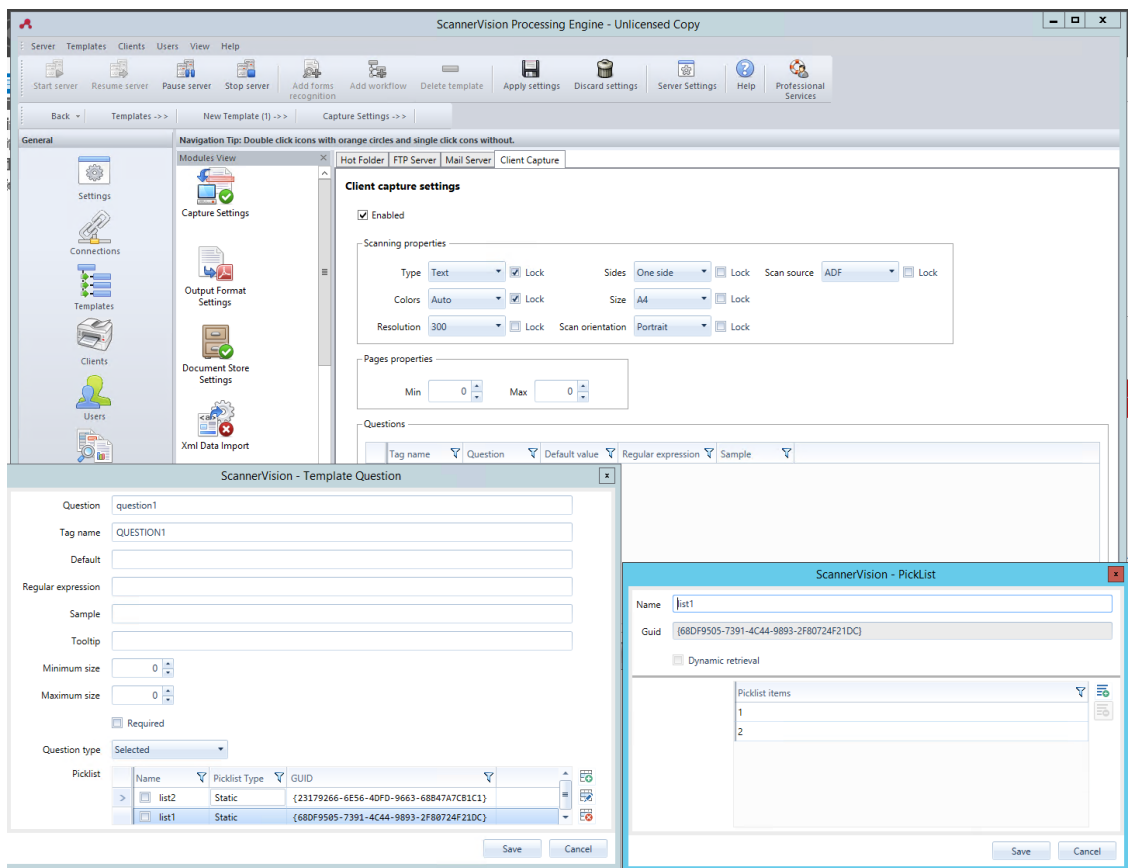 ScannerVision Processing Engine - Unlicensed Copy
Server Templates Clients Users View Help
Start server Resume server Pause server Stop server Add forms recognition Add workflow Delete template Apply settings Discard settings Server Settings Help Professional Services
Back Templates ->> New Template (1) ->> Capture Settings ->>
General
Navigation Tip: Double click icons with orange circles and single click cons without.
Settings
Connections
Templates
Clients
Users
Modules View
Capture Settings
Output Format
Settings
Document Store
Settings
Xml Data Import
Hot Folder FTP Server Mail Server Client Capture
Client capture settings
Enabled
Scanning properties
Type Text Lock Sides One side Lock Scan source ADF Lock
Colors Auto Lock Size A4 Lock
Resolution 300 Lock Scan orientation Portrait Lock
Pages properties
Min 0 Max 0
Questions
Tag name Question Default value Regular expression Sample
ScannerVision - Template Question
Question question1
Tag name QUESTION1
Default
Regular expression
Sample
Tooltip
Minimum size 0
Maximum size 0
Required
Question type Selected
Picklist Name Picklist Type GUID
list2 Static {23179266-6E56-4DFD-9663-68B47A7CB1C1}
list1 Static {68DF9505-7391-4C44-9893-2F80724F21DC}
Save Cancel
ScannerVision - PickList
Name list1
Guid {68DF9505-7391-4C44-9893-2F80724F21DC}
Dynamic retrieval
Picklist items
1
2
Save Cancel